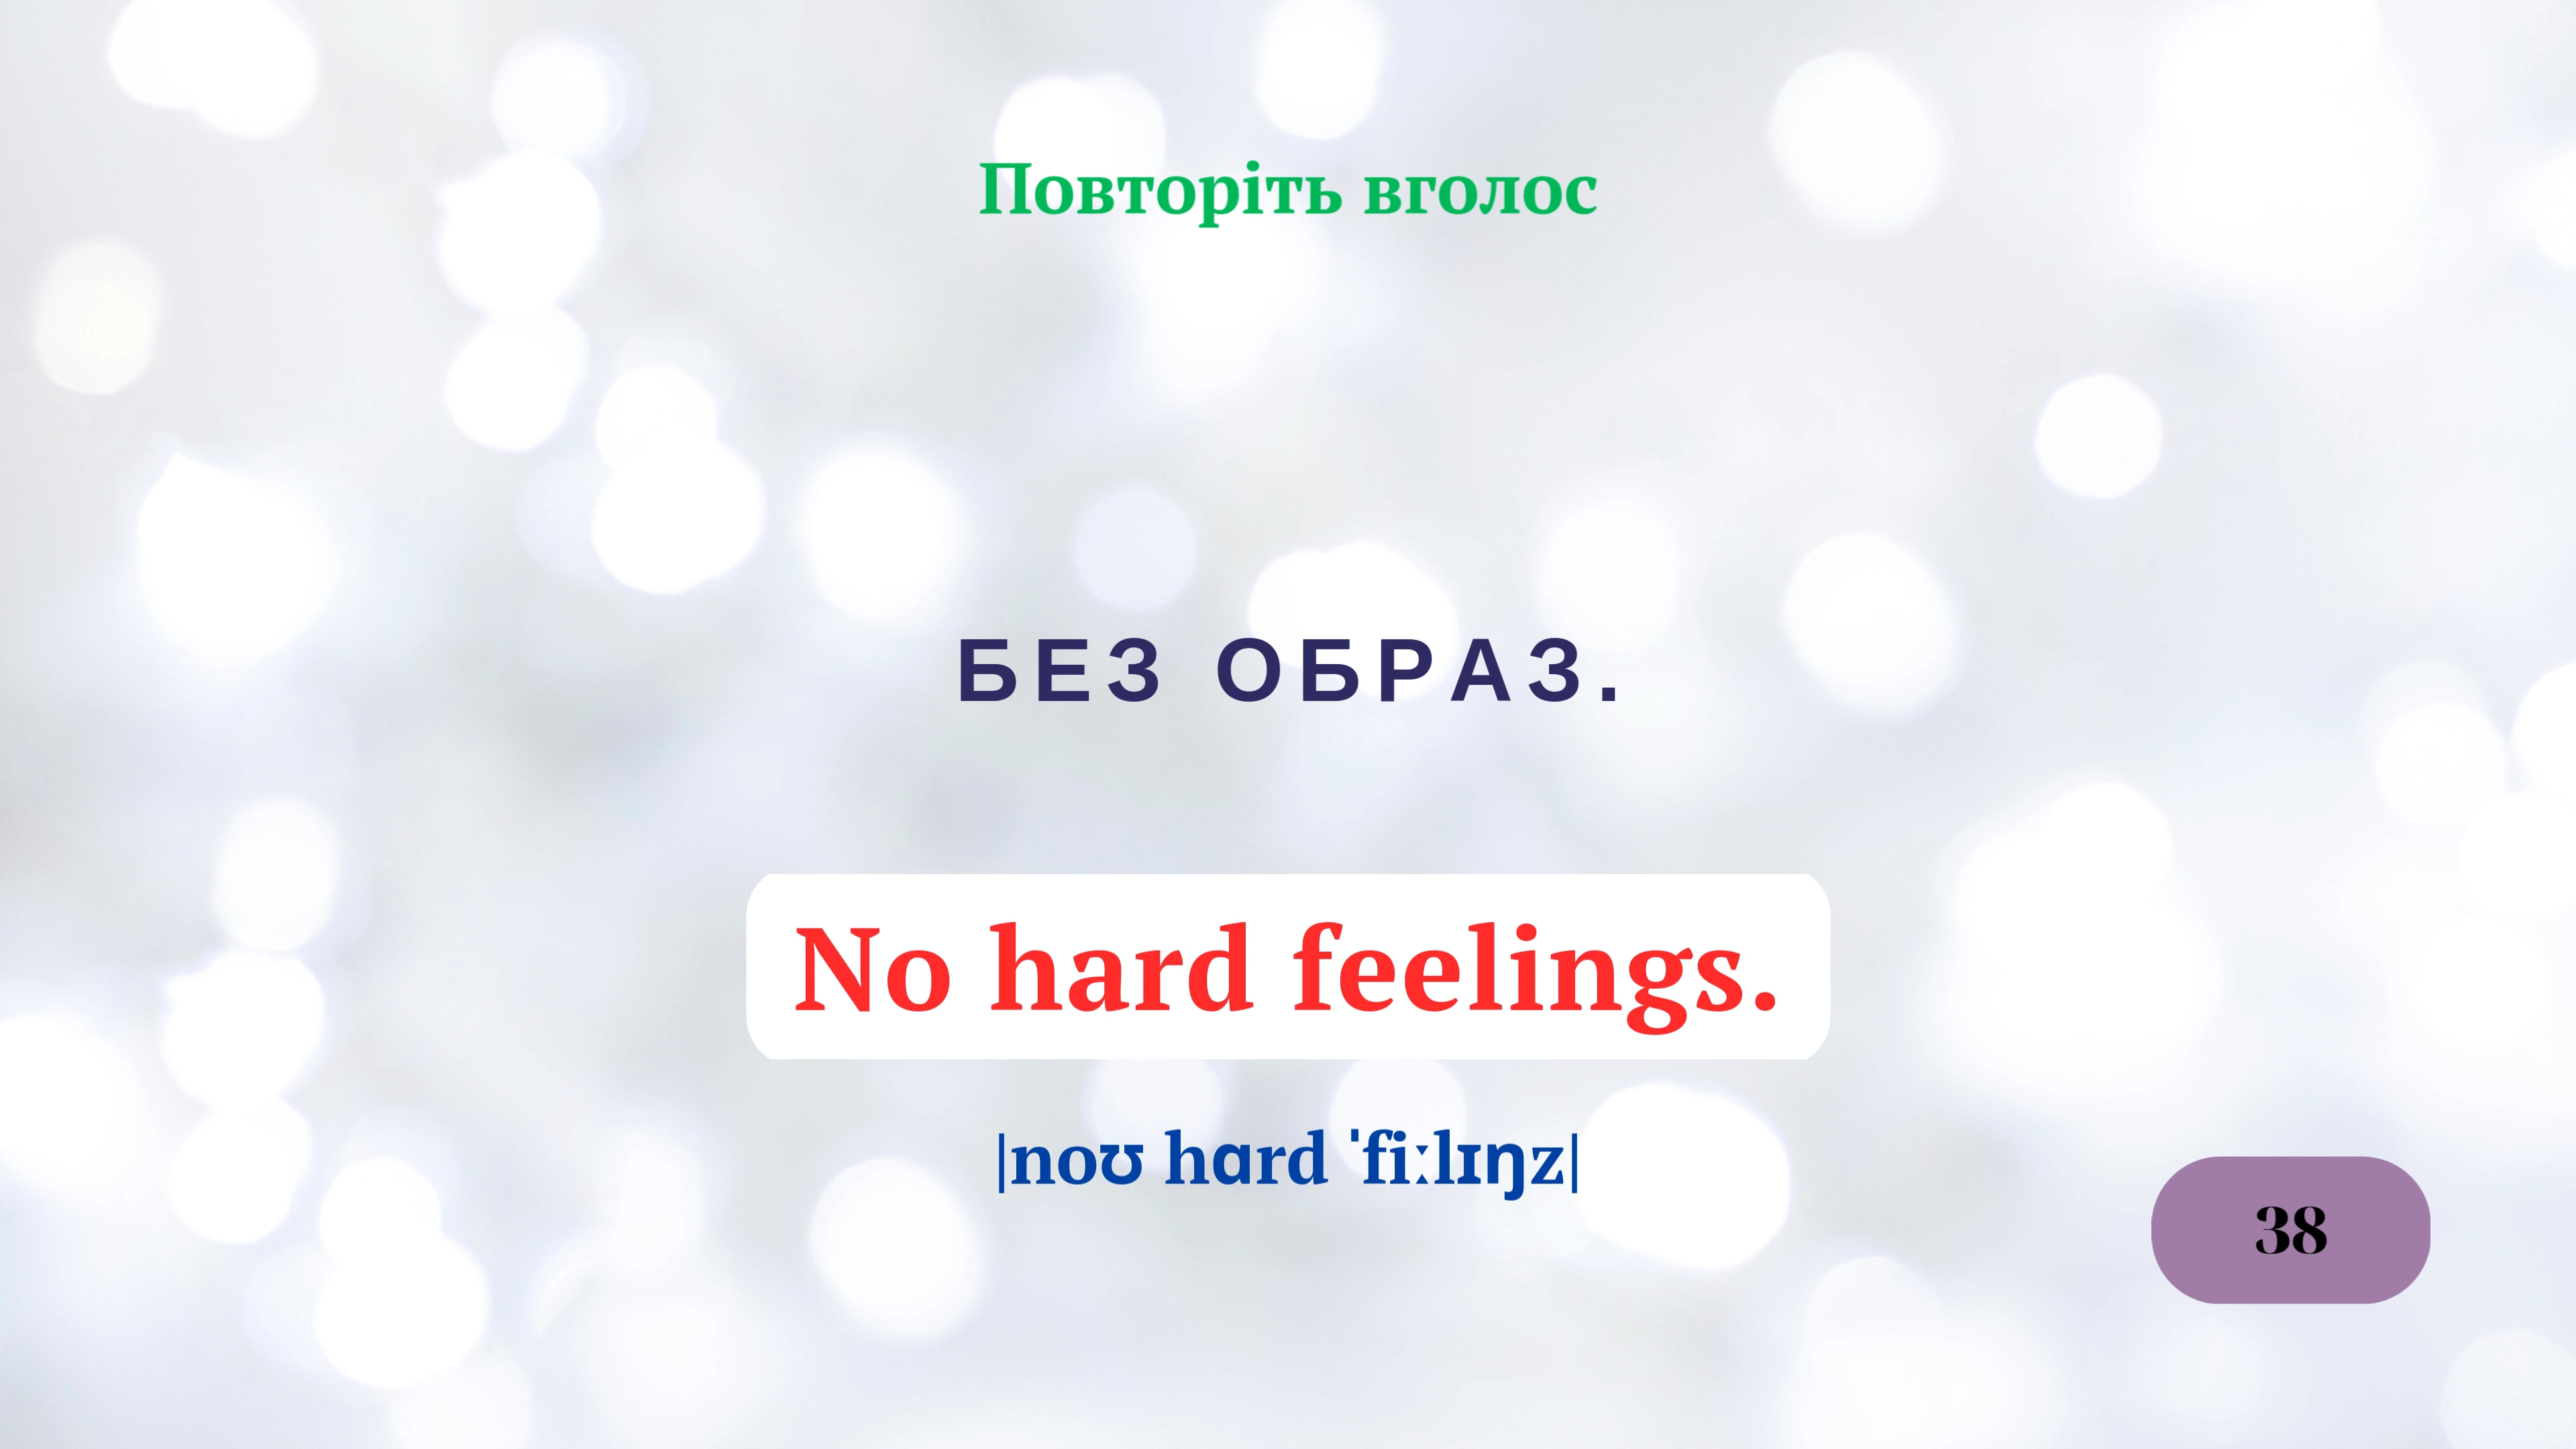 Повторіть вголос
БЕЗ ОБРАЗ.
No hard feelings.
|noʊ hɑrd ˈfiːlɪŋz|
38